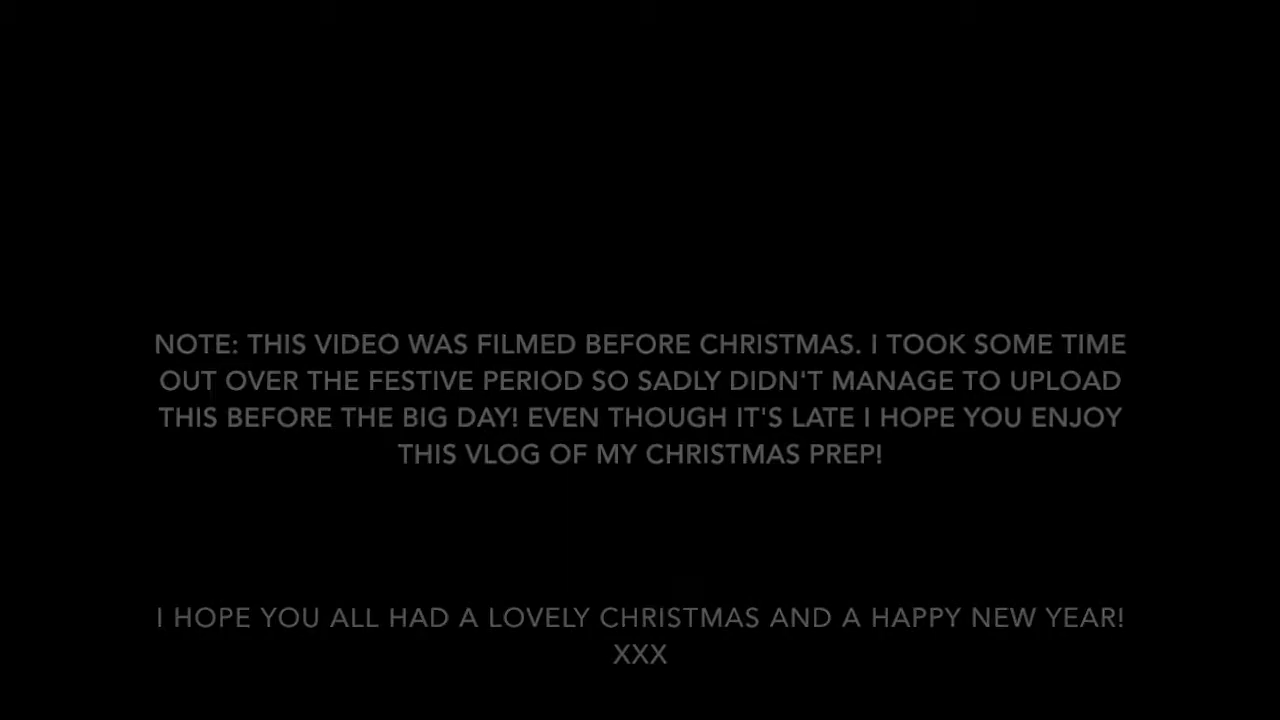 NOTE: THIS VIDEO WAS FILMED BEFORE CHRISTMAS. I TOOK SOME TIME
OUT OVER THE FESTIVE PERIOD SO SADLY DIDN'T MANAGE TO UPLOAD
THIS BEFORE THE BIG DAY! EVEN THOUGH IT'S LATE I HOPE YOU ENJOY
THIS VLOG OF MY CHRISTMAS PREP!
I HOPE YOU ALL HAD A LOVELY CHRISTMAS AND A HAPPY NEW YEAR!
XXX